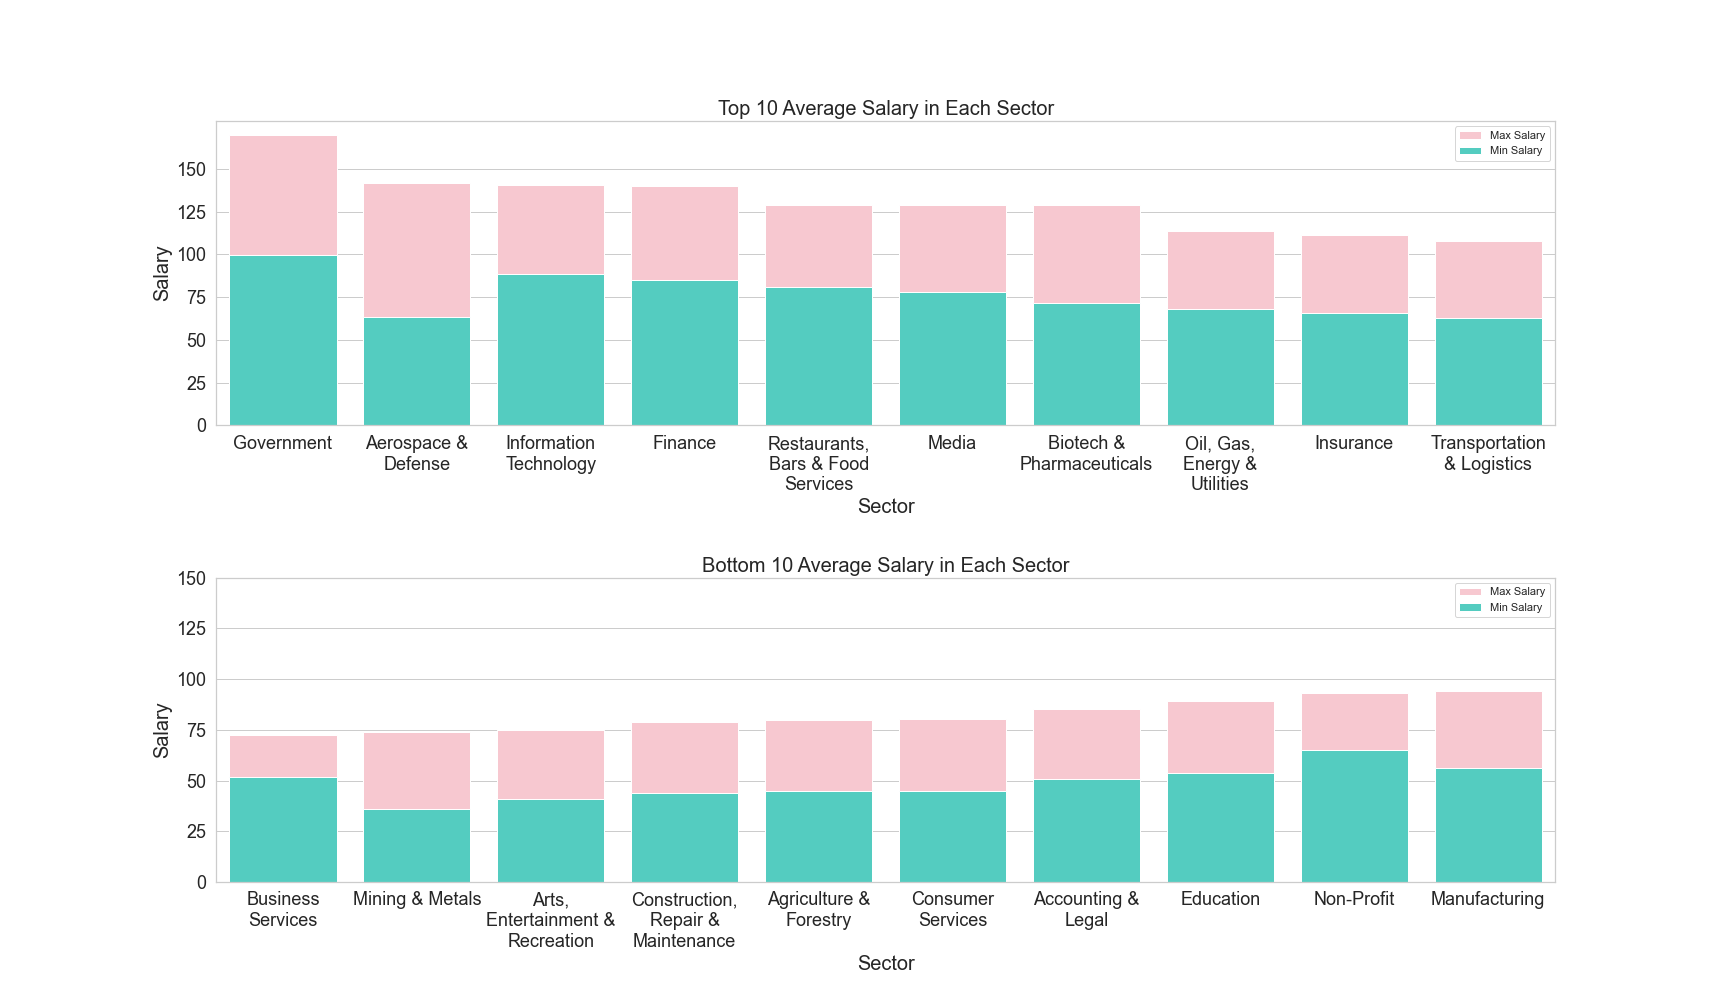 Top 10 Average Salary in Each Sector
Max Salary
Min Salary
150
125
100
75
50
25
0
Salary
Government
Aerospace &
Defense
Information
Technology
Finance
Restaurants,
Bars & Food
Services
Media
Biotech &
Pharmaceuticals
Oil, Gas,
Energy &
Utilities
Insurance
Transportation
& Logistics
Sector
Bottom 10 Average Salary in Each Sector
Max Salary
Min Salary
150
125
100
75
50
25
0
Salary
Business
Services
Mining & Metals
Arts,
Entertainment &
Recreation
Construction,
Repair &
Maintenance
Agriculture &
Forestry
Consumer
Services
Accounting &
Legal
Education
Non-Profit
Manufacturing
Sector